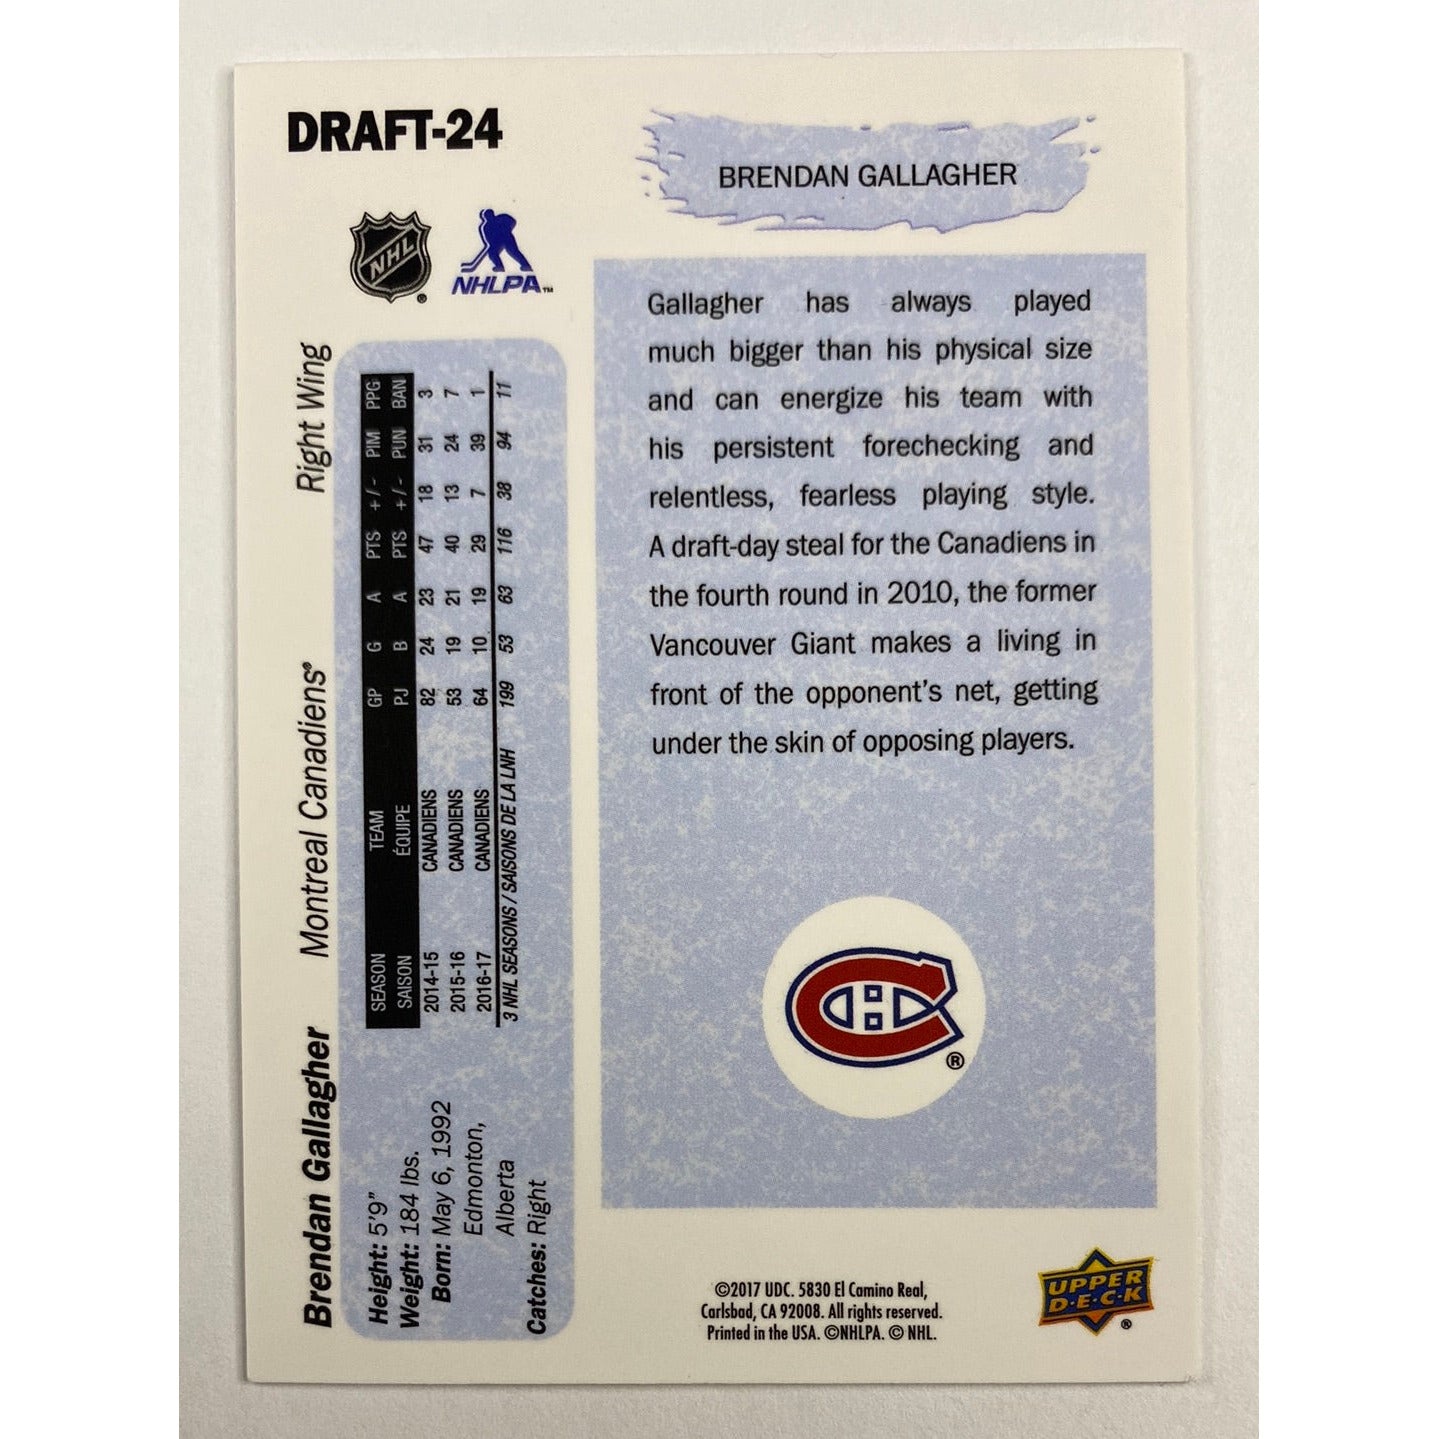 DRAFT-24
BRENDAN GALLAGHER
NHL ®
NHLPA™
Gallagher has always played
much bigger than his physical size
and can energize his team with
his persistent forechecking and
relentless, fearless playing style.
A draft-day steal for the Canadiens in
the fourth round in 2010, the former
Vancouver Giant makes a living in
front of the opponent's net, getting
under the skin of opposing players.
Brendan Gallagher Montreal Canadiens® Right Wing
Height: 5'9"
Weight: 184 lbs.
Born: May 6, 1992
Edmonton,
Alberta
Catches: Right
SEASON TEAM GP G A PTS +/- PIM PPG
SAISON ÉQUIPE PJ B A PTS +/- PUN BAN
2014-15 CANADIENS 82 24 23 47 18 31 3
2015-16 CANADIENS 53 19 21 40 13 24 7
2016-17 CANADIENS 64 10 19 29 7 39 1
3 NHL SEASONS / SAISONS DE LA LNH 199 53 63 116 38 94 11
CH ®
©2017 UDC. 5830 El Camino Real,
Carlsbad, CA 92008. All rights reserved.
Printed in the USA. ©NHLPA. © NHL.
UPPER
D·E·C·K ®